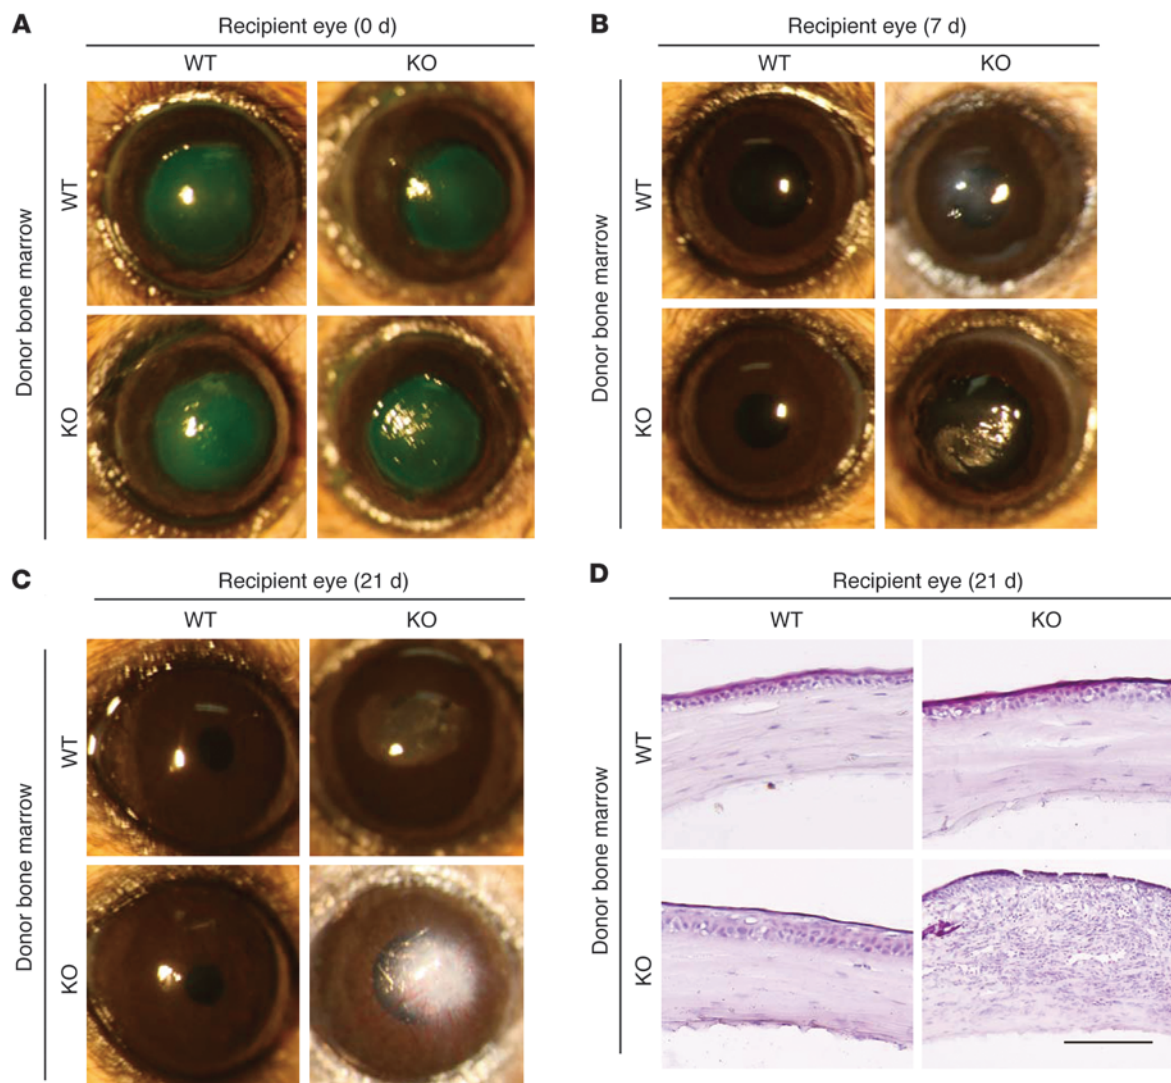 A
Recipient eye (0 d)
WT
KO
Donor bone marrow
WT
KO
B
Recipient eye (7 d)
WT
KO
Donor bone marrow
WT
KO
C
Recipient eye (21 d)
WT
KO
Donor bone marrow
WT
KO
D
Recipient eye (21 d)
WT
KO
Donor bone marrow
WT
KO